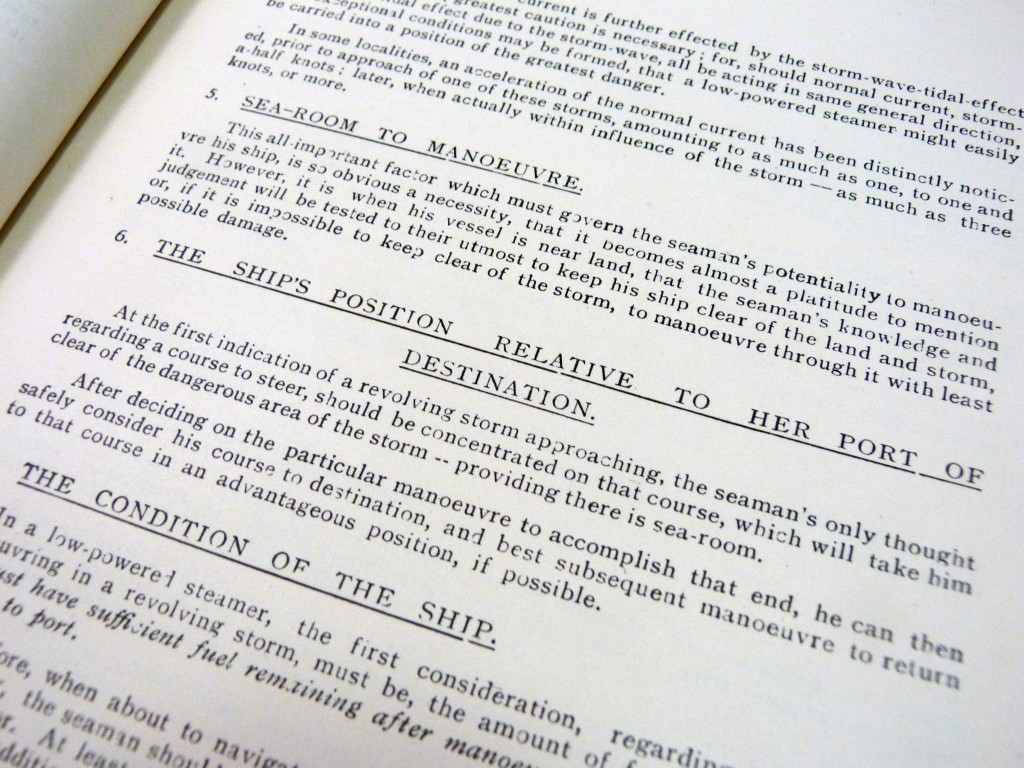 current is further effected by the storm-wave-tidal-effect
greatest caution is necessary; for, should normal current, storm-
tidal effect due to the storm-wave, all be acting in same general direction,
exceptional conditions may be formed, that a low-powered steamer might easily
be carried into a position of the greatest danger.
In some localities, an acceleration of the normal current has been distinctly notic-
ed, prior to approach of one of these storms, amounting to as much as one, to one and
a-half knots; later, when actually within influence of the storm — as much as three
knots, or more.
5. SEA-ROOM TO MANOEUVRE.
This all-important factor which must govern the seaman's potentiality to manoeu-
vre his ship, is so obvious a necessity, that it becomes almost a platitude to mention
it. However, it is when his vessel is near land, that the seaman's knowledge and
judgement will be tested to their utmost to keep his ship clear of the land and storm,
or, if it is impossible to keep clear of the storm, to manoeuvre through it with least
possible damage.
6. THE SHIP'S POSITION RELATIVE TO HER PORT OF
DESTINATION.
At the first indication of a revolving storm approaching, the seaman's only thought
regarding a course to steer, should be concentrated on that course, which will take him
clear of the dangerous area of the storm -- providing there is sea-room.
After deciding on the particular manoeuvre to accomplish that end, he can then
safely consider his course to destination, and best subsequent manoeuvre to return
to that course in an advantageous position, if possible.
THE CONDITION OF THE SHIP.
In a low-powered steamer, the first consideration, regarding
uvring in a revolving storm, must be, the amount of
ust have sufficient fuel remaining after manoeu
to port.
ore, when about to navigat
the seaman should
At least